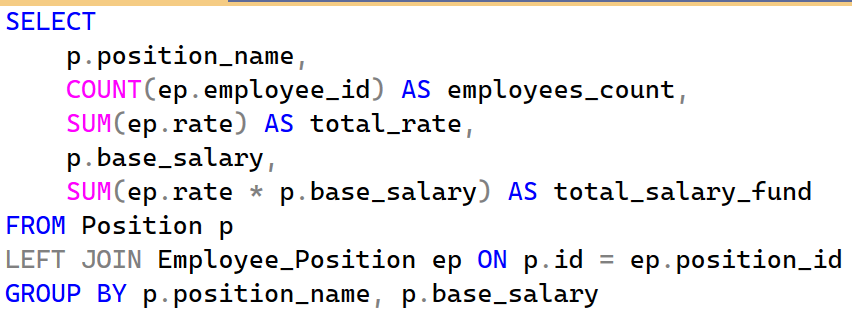 SELECT
    p.position_name,
    COUNT(ep.employee_id) AS employees_count,
    SUM(ep.rate) AS total_rate,
    p.base_salary,
    SUM(ep.rate * p.base_salary) AS total_salary_fund
FROM Position p
LEFT JOIN Employee_Position ep ON p.id = ep.position_id
GROUP BY p.position_name, p.base_salary